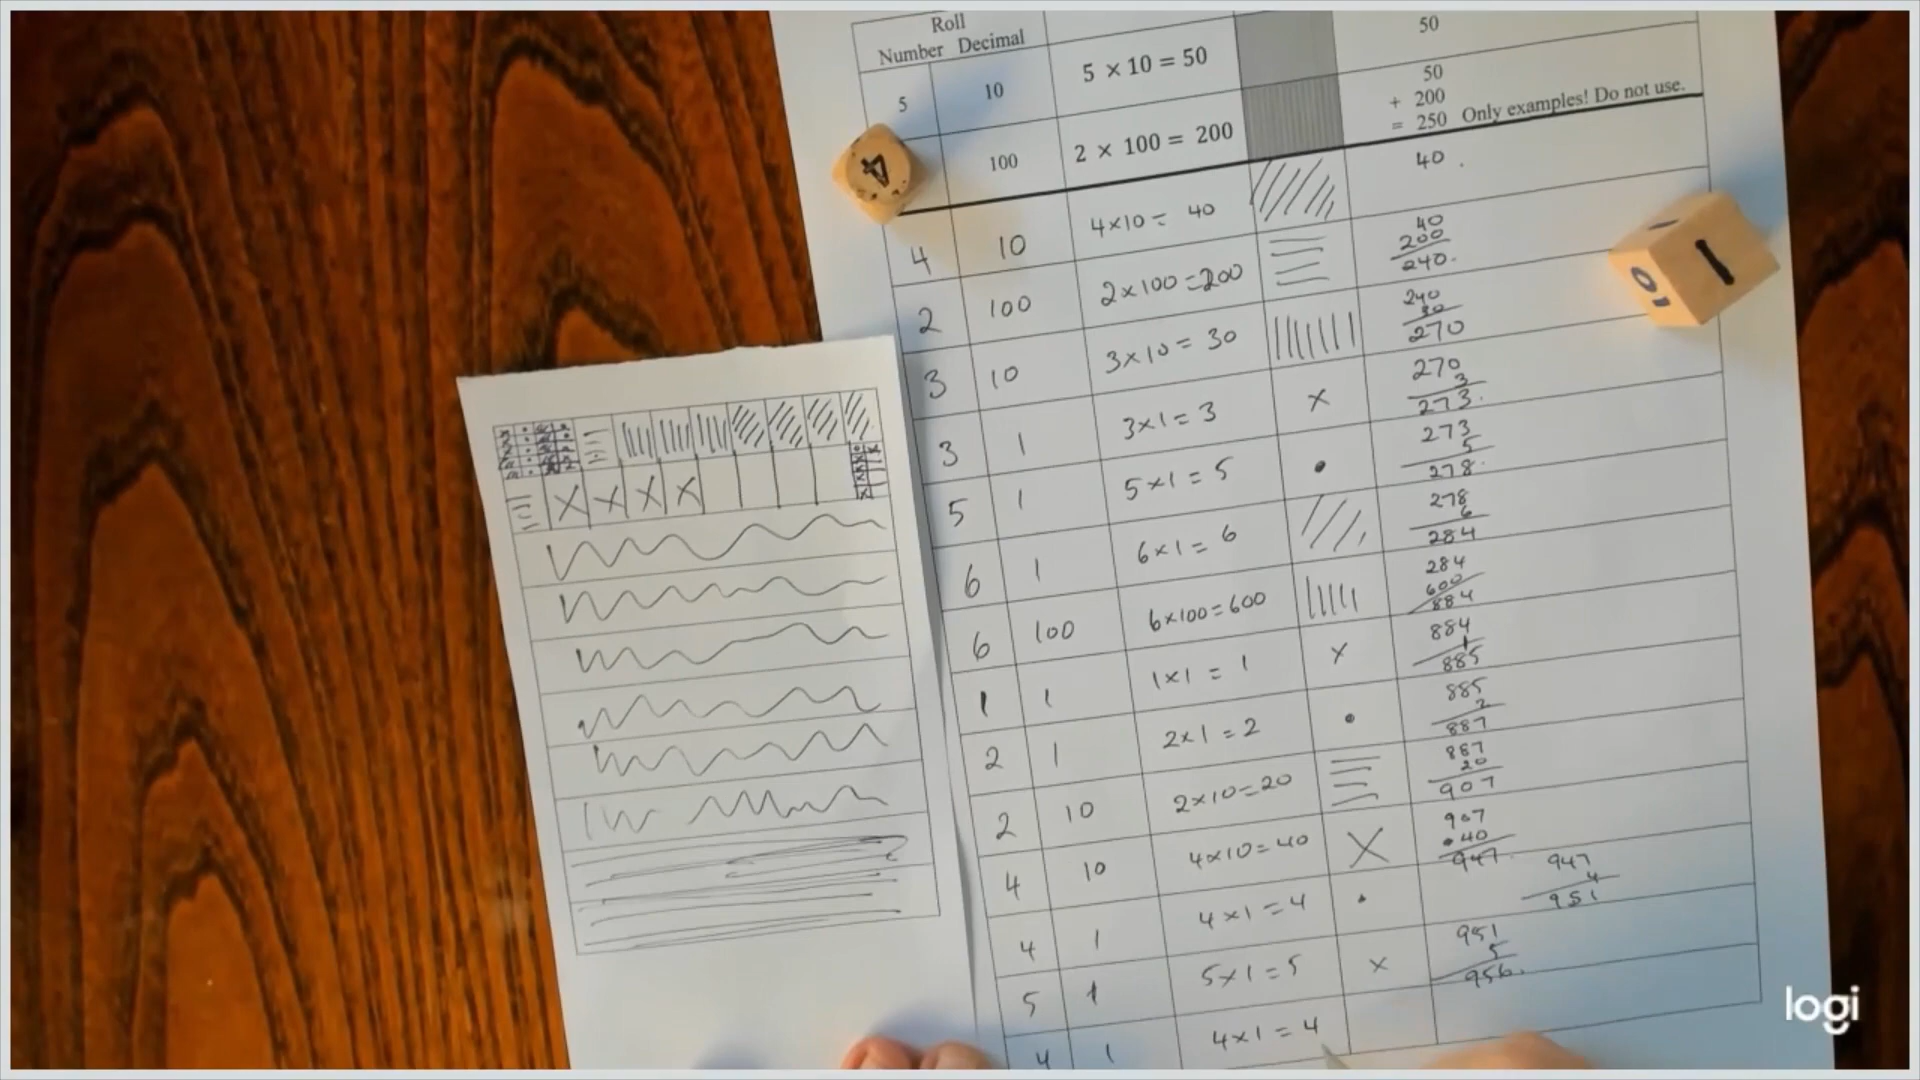 Roll
Number Decimal
5 10 5 × 10 = 50 50
100 2 × 100 = 200 50
+ 200
= 250 Only examples! Do not use.
4 10 4×10 = 40 40
2 100 2×100=200 40
200
240
3 10 3×10 = 30 240
30
270
3 1 3×1 = 3 × 270
3
273
5 1 5×1 = 5 273
5
278
6 1 6×1 = 6 278
6
284
6 100 6×100=600 284
600
884
1 1 1×1 = 1 × 884
1
885
2 1 2×1 = 2 885
2
887
2 10 2×10=20 887
20
907
4 10 4×10=40 × 907
40
947
4 1 4×1=4 947
4
951
5 1 5×1=5 × 951
5
956
4 1 4×1=4
4
1
10
logi